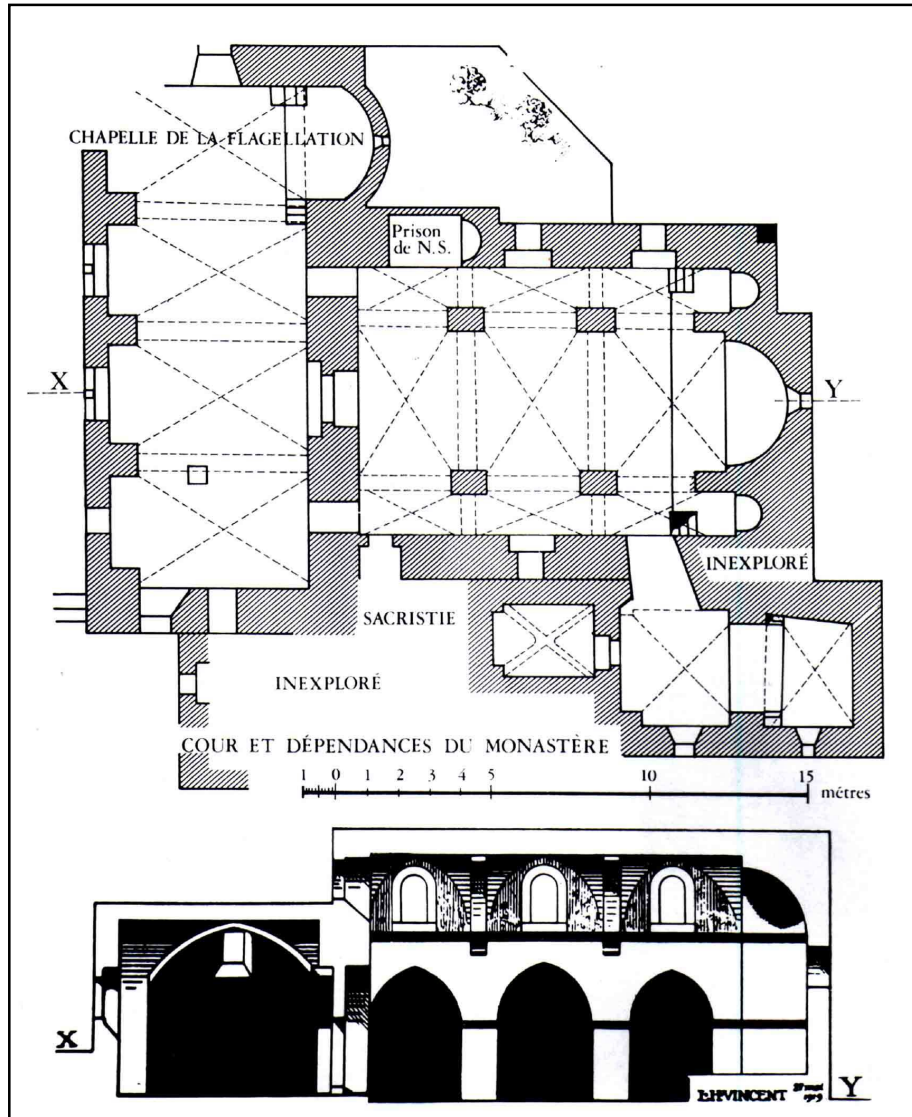 CHAPELLE DE LA FLAGELLATION
Prison
de N.S.
X
Y
INEXPLORÉ
SACRISTIE
INEXPLORÉ
COUR ET DÉPENDANCES DU MONASTÈRE
1 0 1 2 3 4 5 10 15
métres
X
Y
L.H.VINCENT